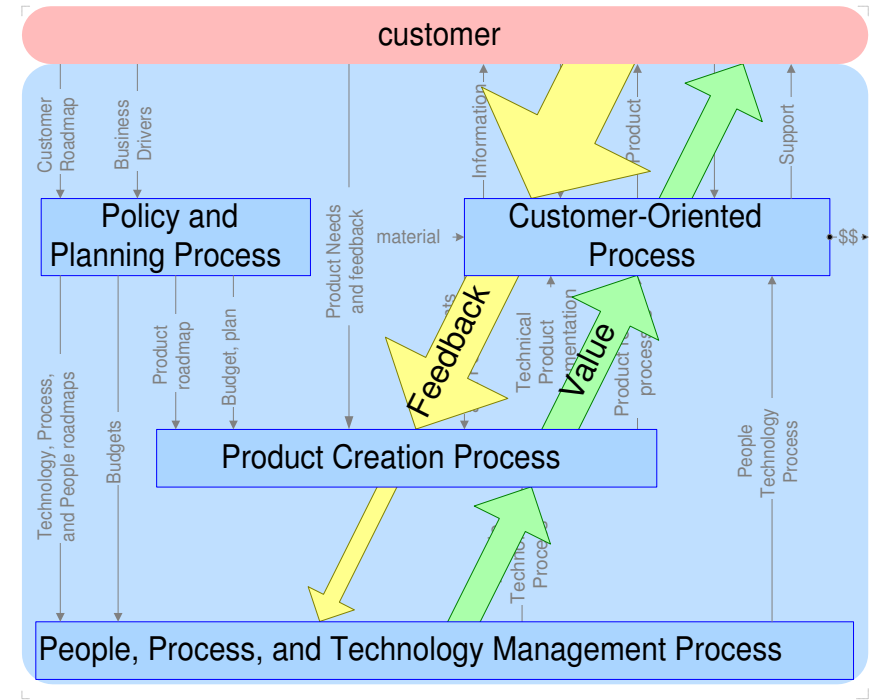 customer
Customer
Roadmap
Business
Drivers
Information
Product
Support
Policy and
Planning Process
Product Needs
and feedback
material
Customer-Oriented
Process
$$
Technology, Process,
and People roadmaps
Budgets
Product
roadmap
Budget, plan
Feedback
Technical
Product
Value
Product
process
People
Technology
Process
Product Creation Process
People, Process, and Technology Management Process